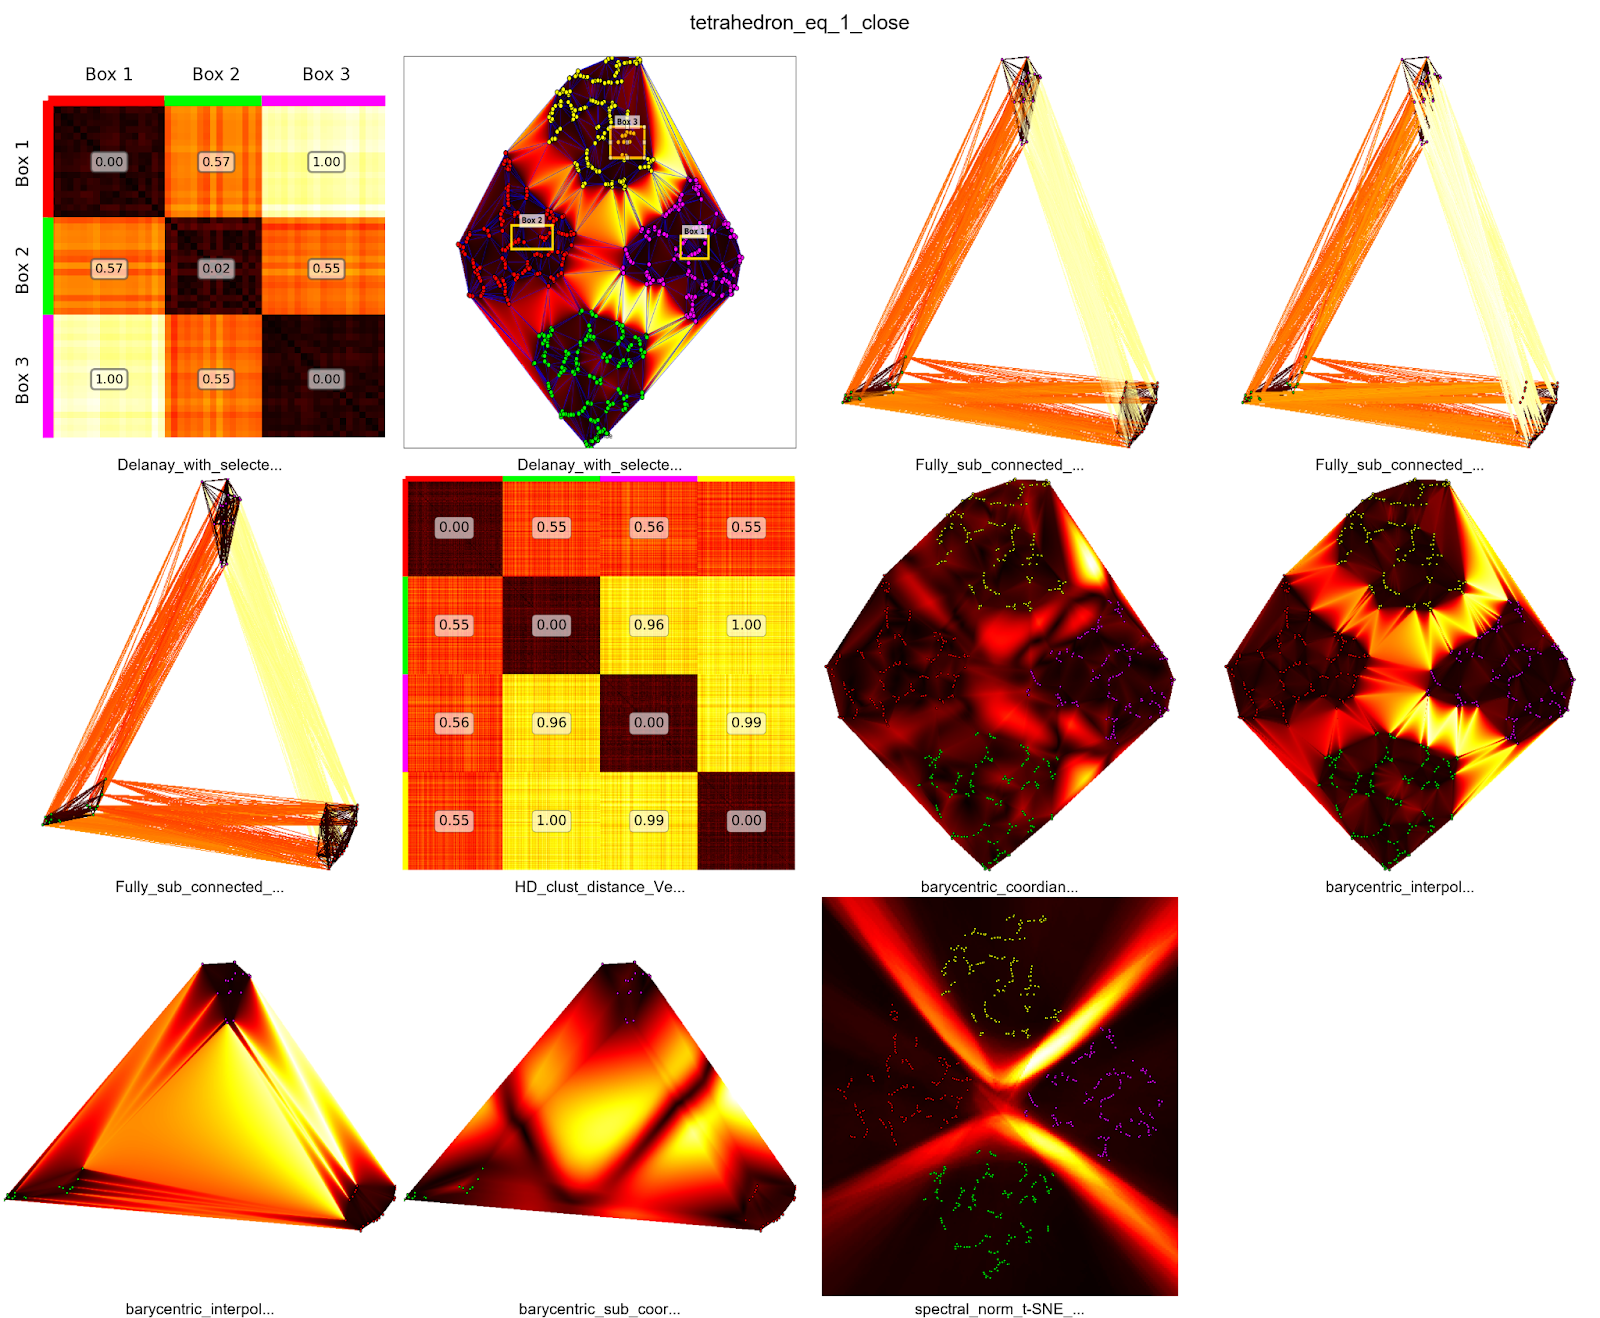 tetrahedron_eq_1_close
Box 1 Box 2 Box 3
Box 1
0.00 0.57 1.00
Box 2
0.57 0.02 0.55
Box 3
1.00 0.55 0.00
Box 3
Box 2
Box 1
Delanay_with_selecte...
Delanay_with_selecte...
Fully_sub_connected_...
Fully_sub_connected_...
0.00 0.55 0.56 0.55
0.55 0.00 0.96 1.00
0.56 0.96 0.00 0.99
0.55 1.00 0.99 0.00
Fully_sub_connected_...
HD_clust_distance_Ve...
barycentric_coordian...
barycentric_interpol...
barycentric_interpol...
barycentric_sub_coor...
spectral_norm_t-SNE_...